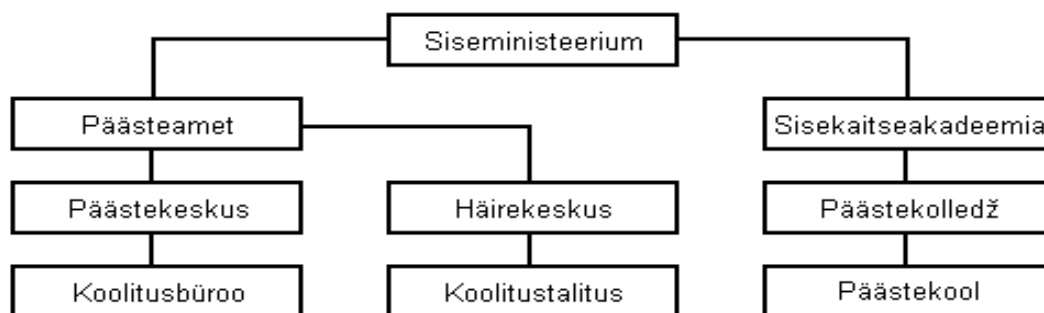 Siseministeerium
Päästeamet
Sisekaitseakadeemia
Päästekeskus
Häirekeskus
Päästekolledž
Koolitusbüroo
Koolitustalitus
Päästekool